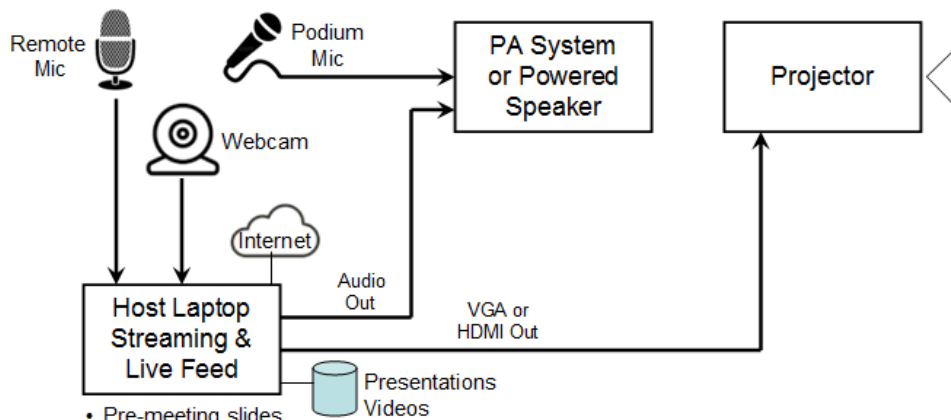 Remote
Mic
Podium
Mic
PA System
or Powered
Speaker
Projector
Webcam
Internet
Audio
Out
VGA or
HDMI Out
Host Laptop
Streaming &
Live Feed
Presentations
Videos
• Pre-meeting slides